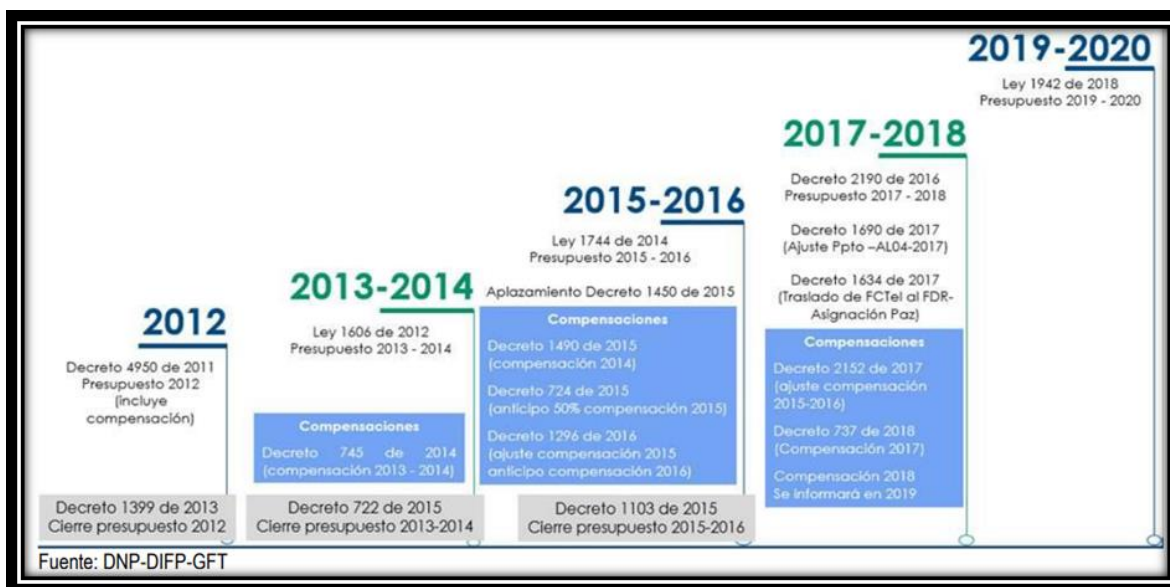 2012
Decreto 4950 de 2011
Presupuesto 2012
(incluye
compensación)
Decreto 1399 de 2013
Cierre presupuesto 2012
2013-2014
Ley 1606 de 2012
Presupuesto 2013 - 2014
Compensaciones
Decreto 745 de 2014
(compensación 2013 - 2014)
Decreto 722 de 2015
Cierre presupuesto 2013-2014
2015-2016
Ley 1744 de 2014
Presupuesto 2015 - 2016
Aplazamiento Decreto 1450 de 2015
Compensaciones
Decreto 1490 de 2015
(compensación 2014)
Decreto 724 de 2015
(anticipo 50% compensación 2015)
Decreto 1296 de 2016
(ajuste compensación 2015
anticipo compensación 2016)
Decreto 1103 de 2015
Cierre presupuesto 2015-2016
2017-2018
Decreto 2190 de 2016
Presupuesto 2017 - 2018
Decreto 1690 de 2017
(Ajuste Ppto –AL04-2017)
Decreto 1634 de 2017
(Traslado de FCTeI al FDR-
Asignación Paz)
Compensaciones
Decreto 2152 de 2017
(ajuste compensación
2015-2016)
Decreto 737 de 2018
(Compensación 2017)
Compensación 2018
Se informará en 2019
2019-2020
Ley 1942 de 2018
Presupuesto 2019 - 2020
Fuente: DNP-DIFP-GFT